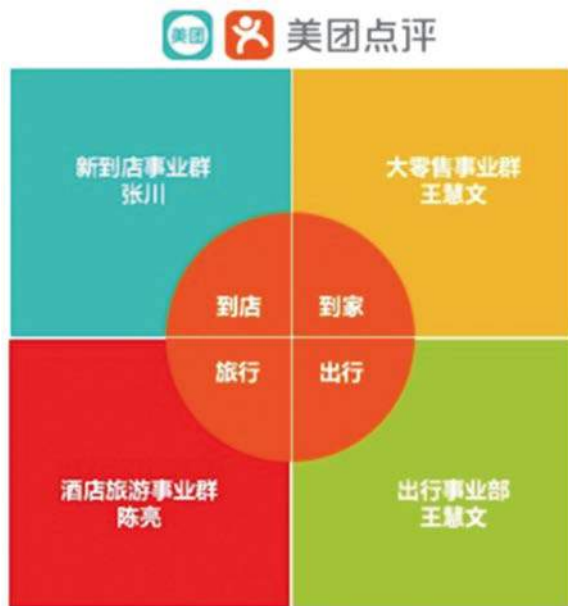 美团 美团点评
新到店事业群
张川
大零售事业群
王慧文
到店
到家
旅行
出行
酒店旅游事业群
陈亮
出行事业部
王慧文